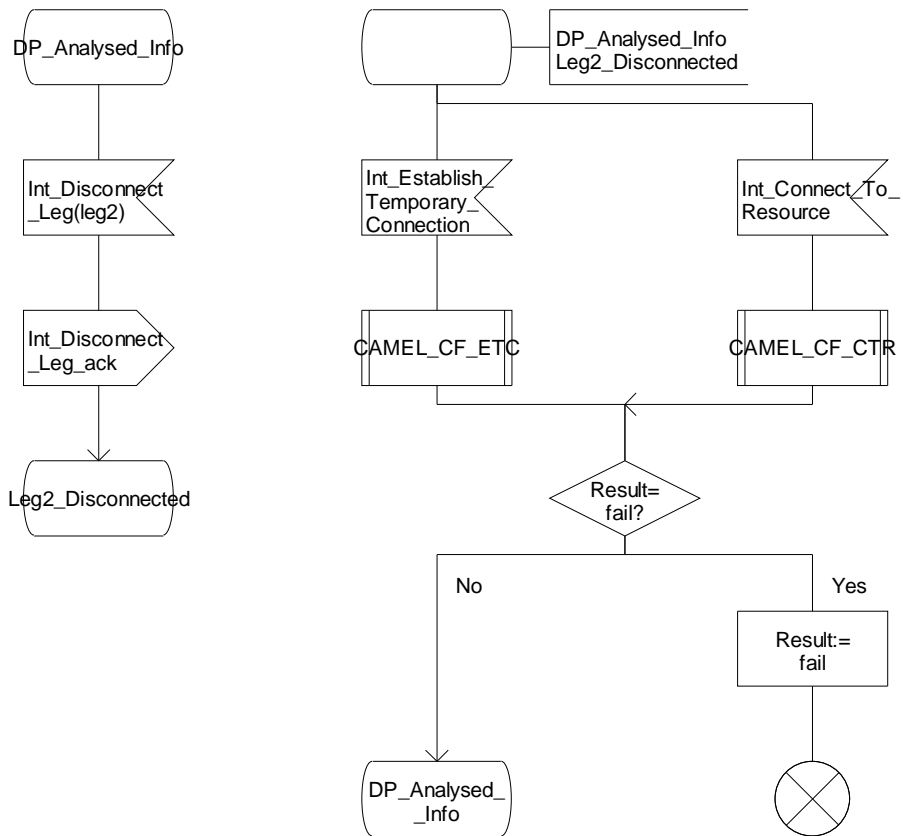 DP_Analysed_Info
Int_Disconnect
_Leg(leg2)
Int_Disconnect
_Leg_ack
Leg2_Disconnected
DP_Analysed_Info
Leg2_Disconnected
Int_Establish_
Temporary_
Connection
Int_Connect_To_
Resource
CAMEL_CF_ETC
CAMEL_CF_CTR
Result=
fail?
No
Yes
Result:=
fail
DP_Analysed_
_Info